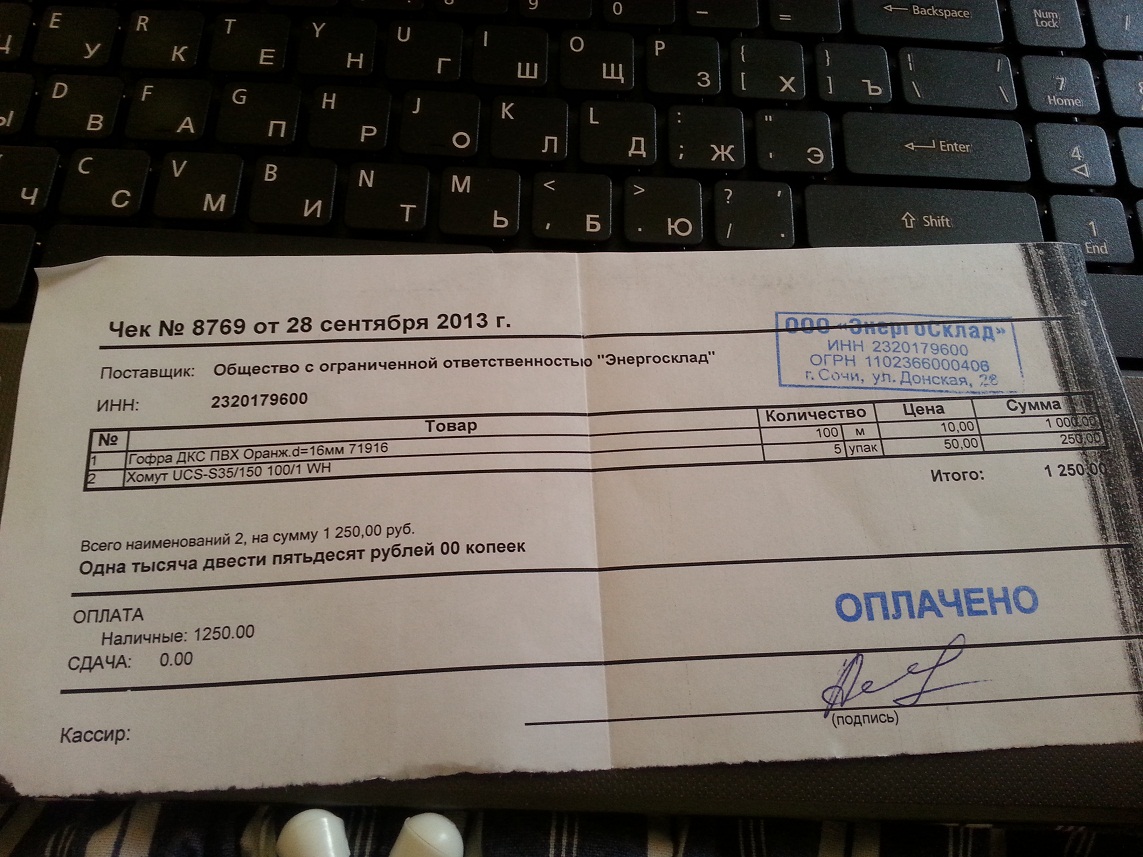 ← Backspace
Num Lock
E У
R К
T Е
Y Н
U Г
I Ш
O Щ
P З
{ [ Х
} ] Ъ
| / \ \
7 Home
D В
F А
G П
H Р
J О
K Л
L Д
: ; Ж
" ' Э
Enter
4
Ч
C С
V М
B И
N Т
M Ь
< , Б
> . Ю
? / , .
Shift
1 End
Чек № 8769 от 28 сентября 2013 г.
ООО «ЭнергоСклад»
ИНН 2320179600
ОГРН 1102366000406
г. Сочи, ул. Донская, 28
Поставщик: Общество с ограниченной ответственностью "Энергосклад"
ИНН: 2320179600
№ Товар Количество Цена Сумма
1 Гофра ДКС ПВХ Оранж.d=16мм 71916 100 м 10,00 1 000,00
2 Хомут UCS-S35/150 100/1 WH 5 упак 50,00 250,00
Итого: 1 250,00
Всего наименований 2, на сумму 1 250,00 руб.
Одна тысяча двести пятьдесят рублей 00 копеек
ОПЛАТА
Наличные: 1250.00
СДАЧА: 0.00
ОПЛАЧЕНО
Кассир:
(подпись)